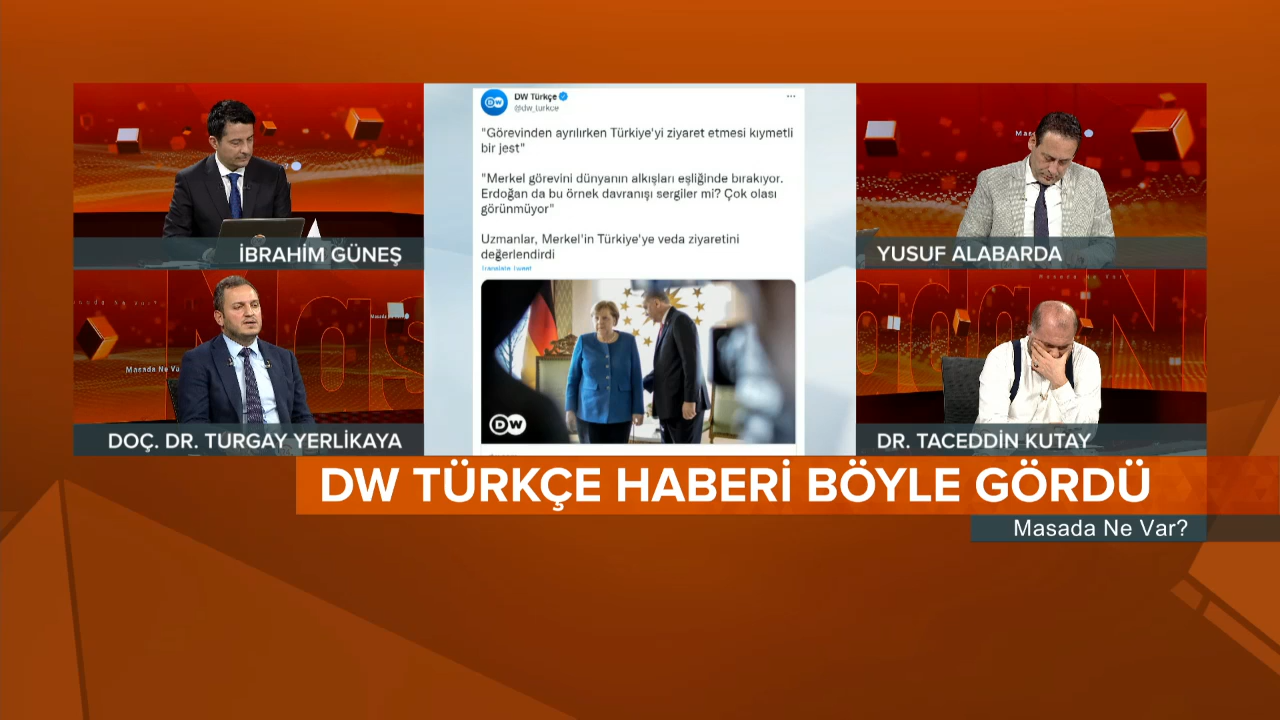 DW Türkçe
@dw_turkce
"Görevinden ayrılırken Türkiye'yi ziyaret etmesi kıymetli
bir jest"
"Merkel görevini dünyanın alkışları eşliğinde bırakıyor.
Erdoğan da bu örnek davranışı sergiler mi? Çok olası
görünmüyor"
Uzmanlar, Merkel'in Türkiye'ye veda ziyaretini
değerlendirdi
Translate Tweet
DW
İBRAHİM GÜNEŞ
YUSUF ALABARDA
Masada Ne Var?
DOÇ. DR. TURGAY YERLİKAYA
DR. TACEDDİN KUTAY
DW TÜRKÇE HABERİ BÖYLE GÖRDÜ
Masada Ne Var?